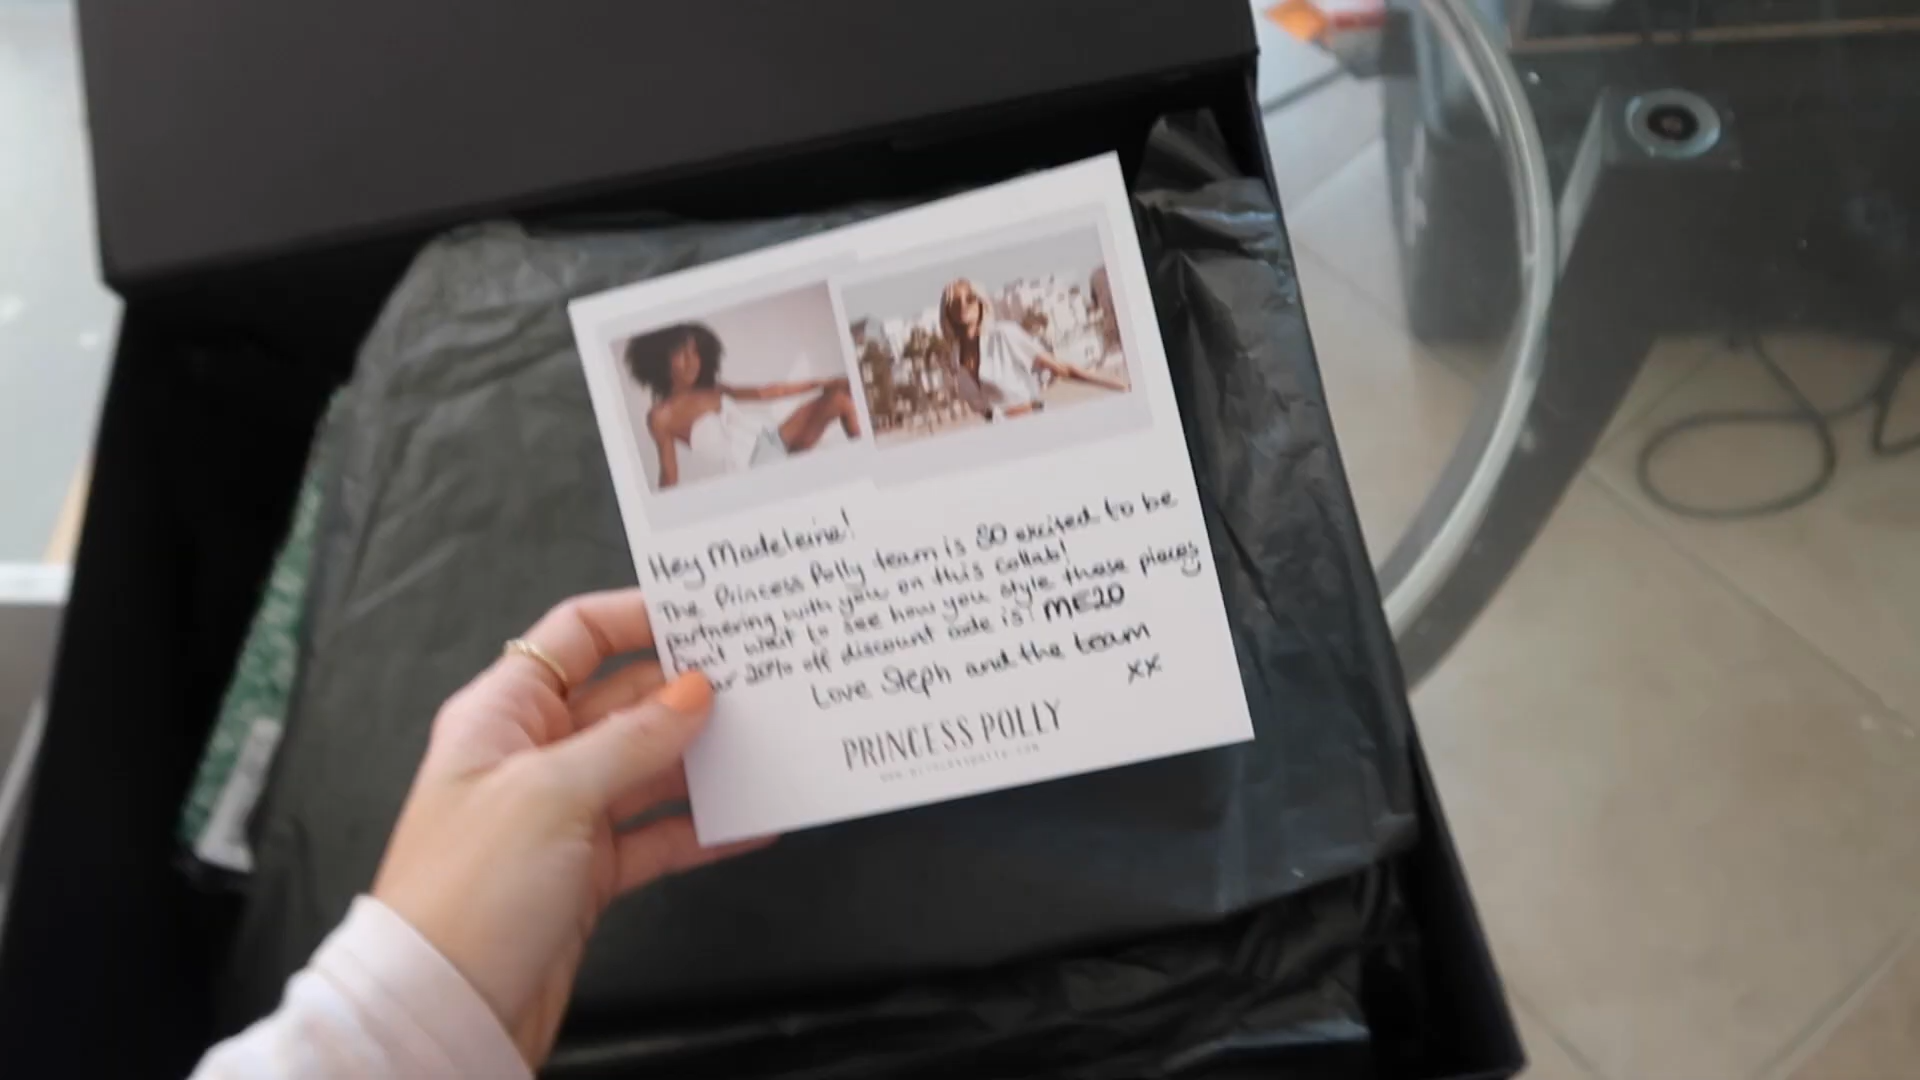 Hey Madeleine!
The Princess Polly team is SO excited to be
partnering with you on this collab!
Can't wait to see how you style these pieces
20% off discount code is: ME20
Love Steph and the team
xx
PRINCESS POLLY